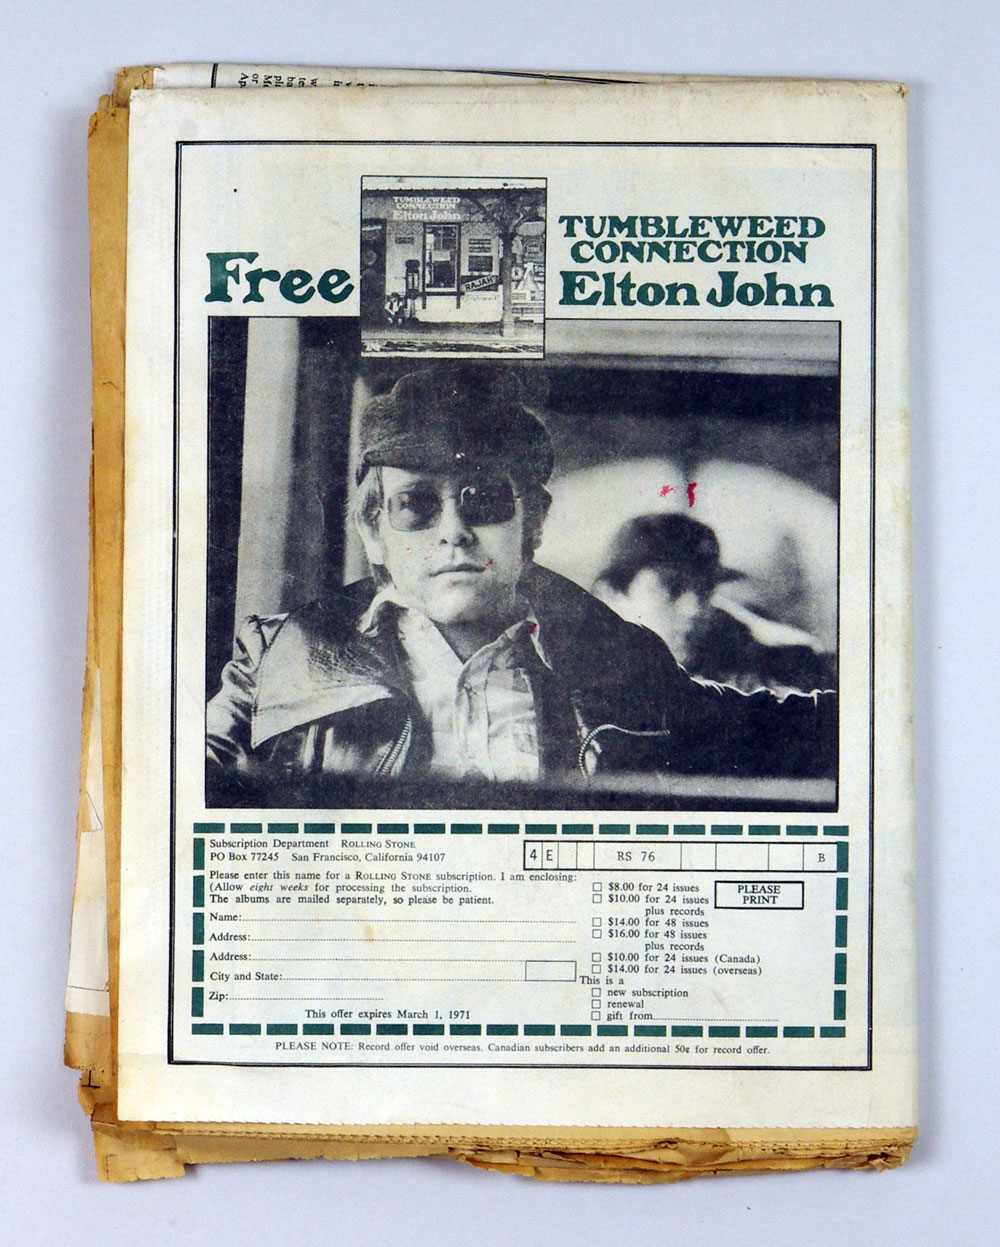 Free
TUMBLEWEED
CONNECTION
Elton John
TUMBLEWEED
CONNECTION
Elton John
RAJAH
Subscription Department ROLLING STONE
PO Box 77245 San Francisco, California 94107
4 E RS 76 B
Please enter this name for a ROLLING STONE subscription. I am enclosing:
(Allow eight weeks for processing the subscription.
The albums are mailed separately, so please be patient.
Name:
Address:
Address:
City and State:
Zip:
This offer expires March 1, 1971
$8.00 for 24 issues
$10.00 for 24 issues
plus records
$14.00 for 48 issues
$16.00 for 48 issues
plus records
$10.00 for 24 issues (Canada)
$14.00 for 24 issues (overseas)
This is a
new subscription
renewal
gift from
PLEASE
PRINT
PLEASE NOTE: Record offer void overseas. Canadian subscribers add an additional 50¢ for record offer.